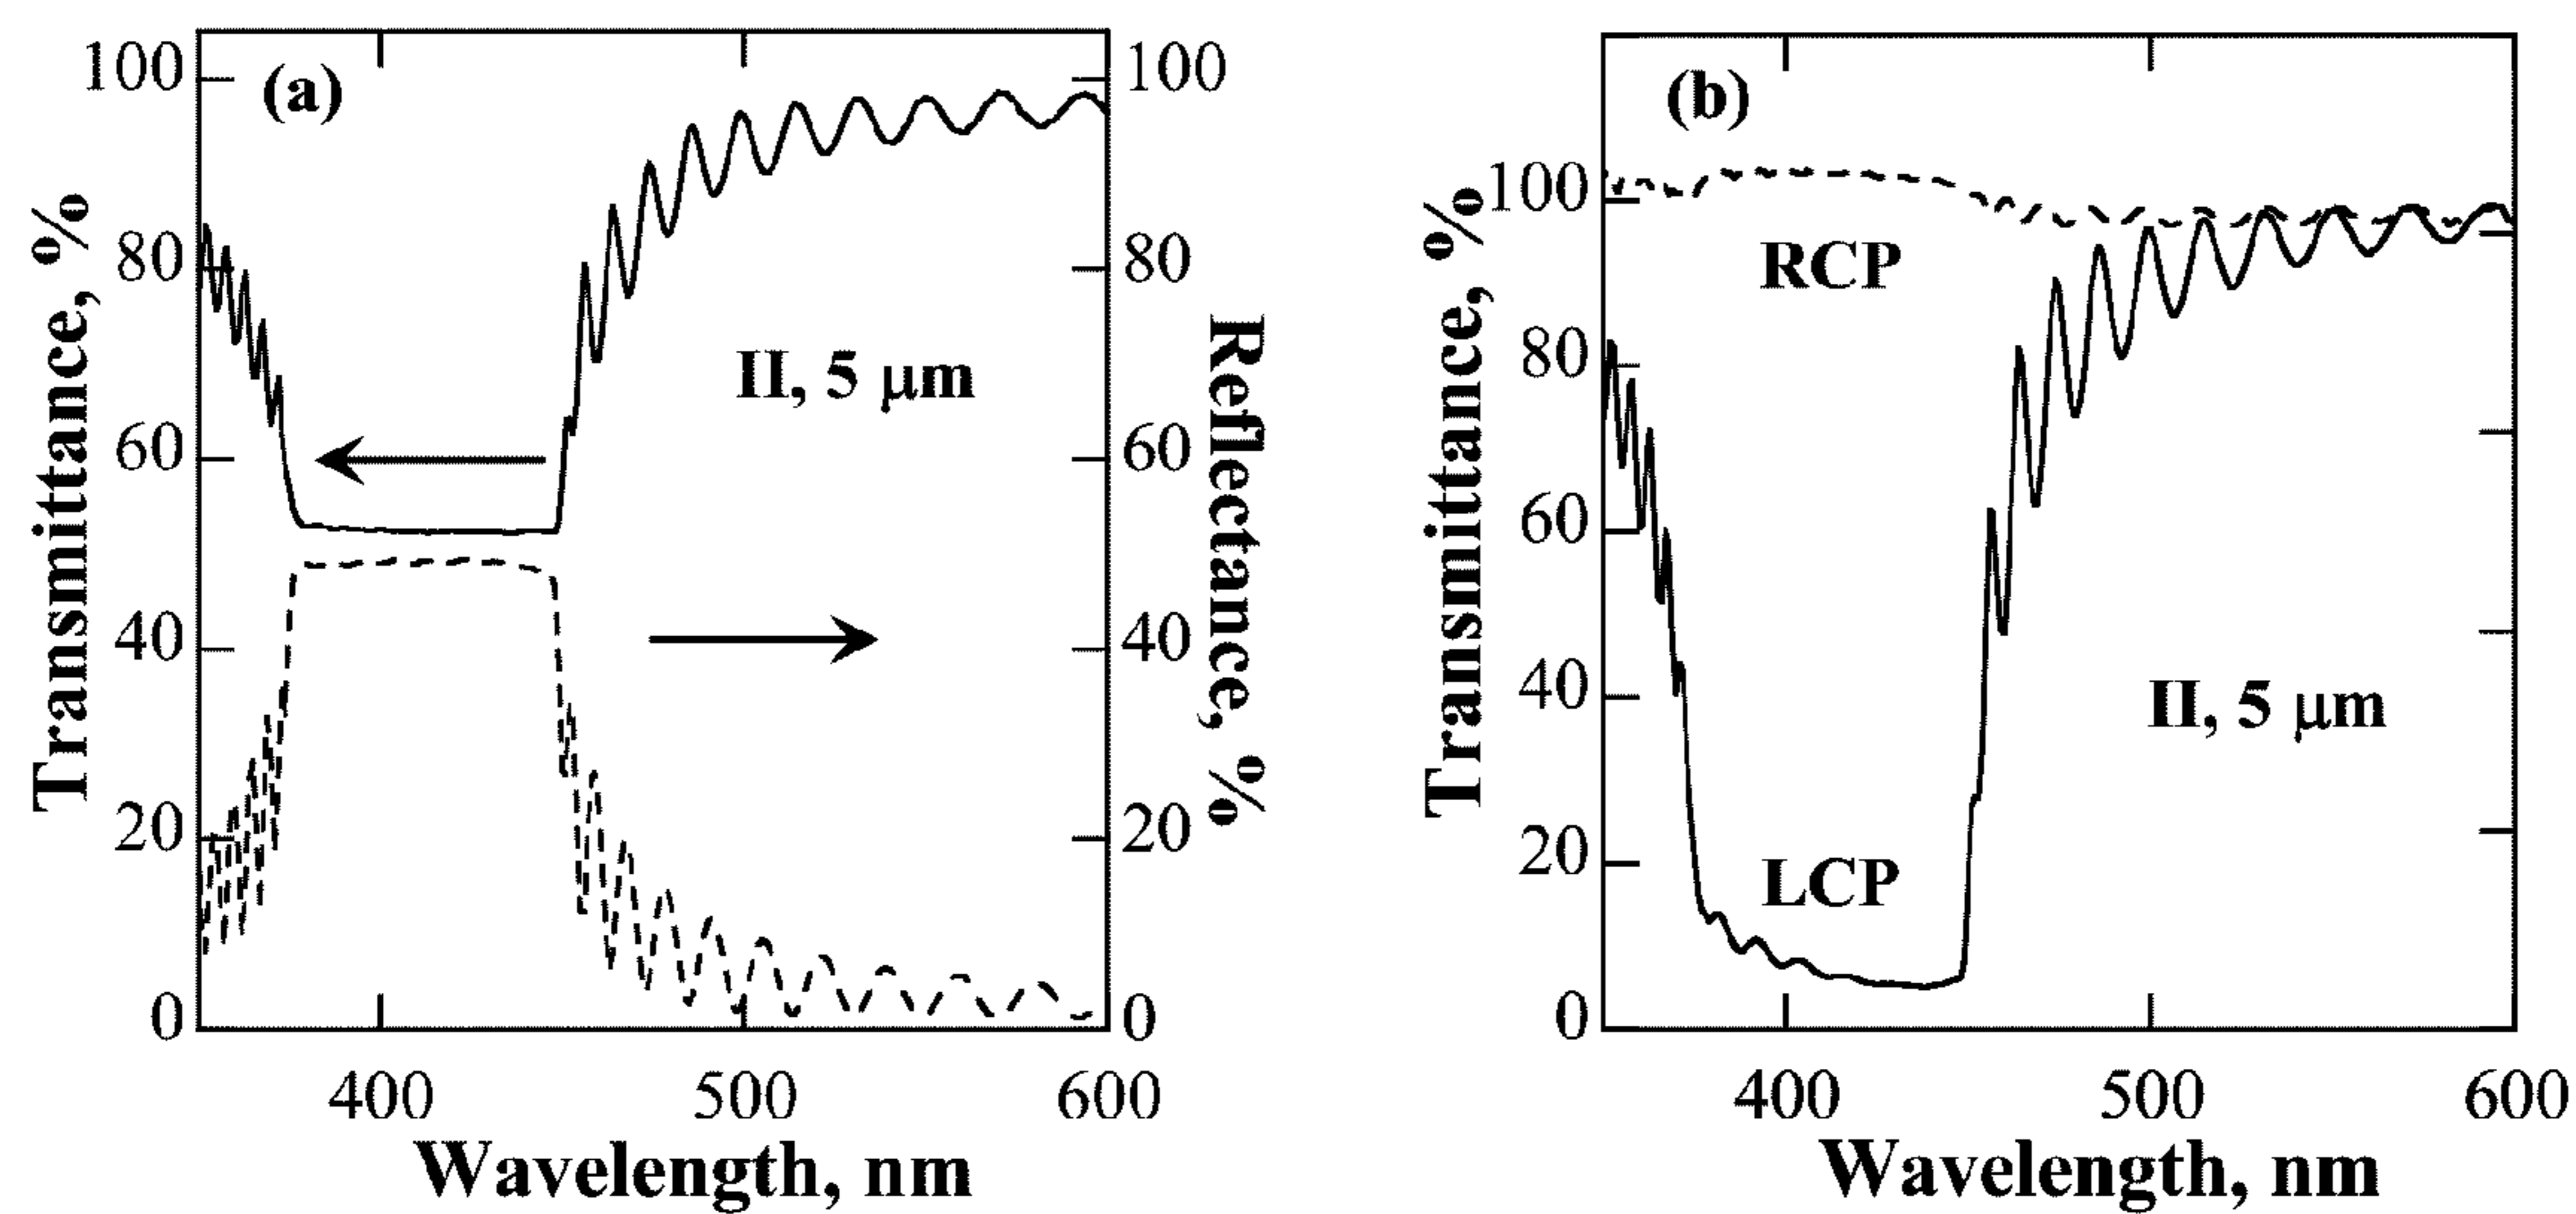 (a)
100
80
60
40
20
0
Transmittance, %
II, 5 μm
100
80
60
40
20
0
Reflectance, %
400
500
600
Wavelength, nm
(b)
100
80
60
40
20
0
Transmittance, %
RCP
II, 5 μm
LCP
400
500
600
Wavelength, nm